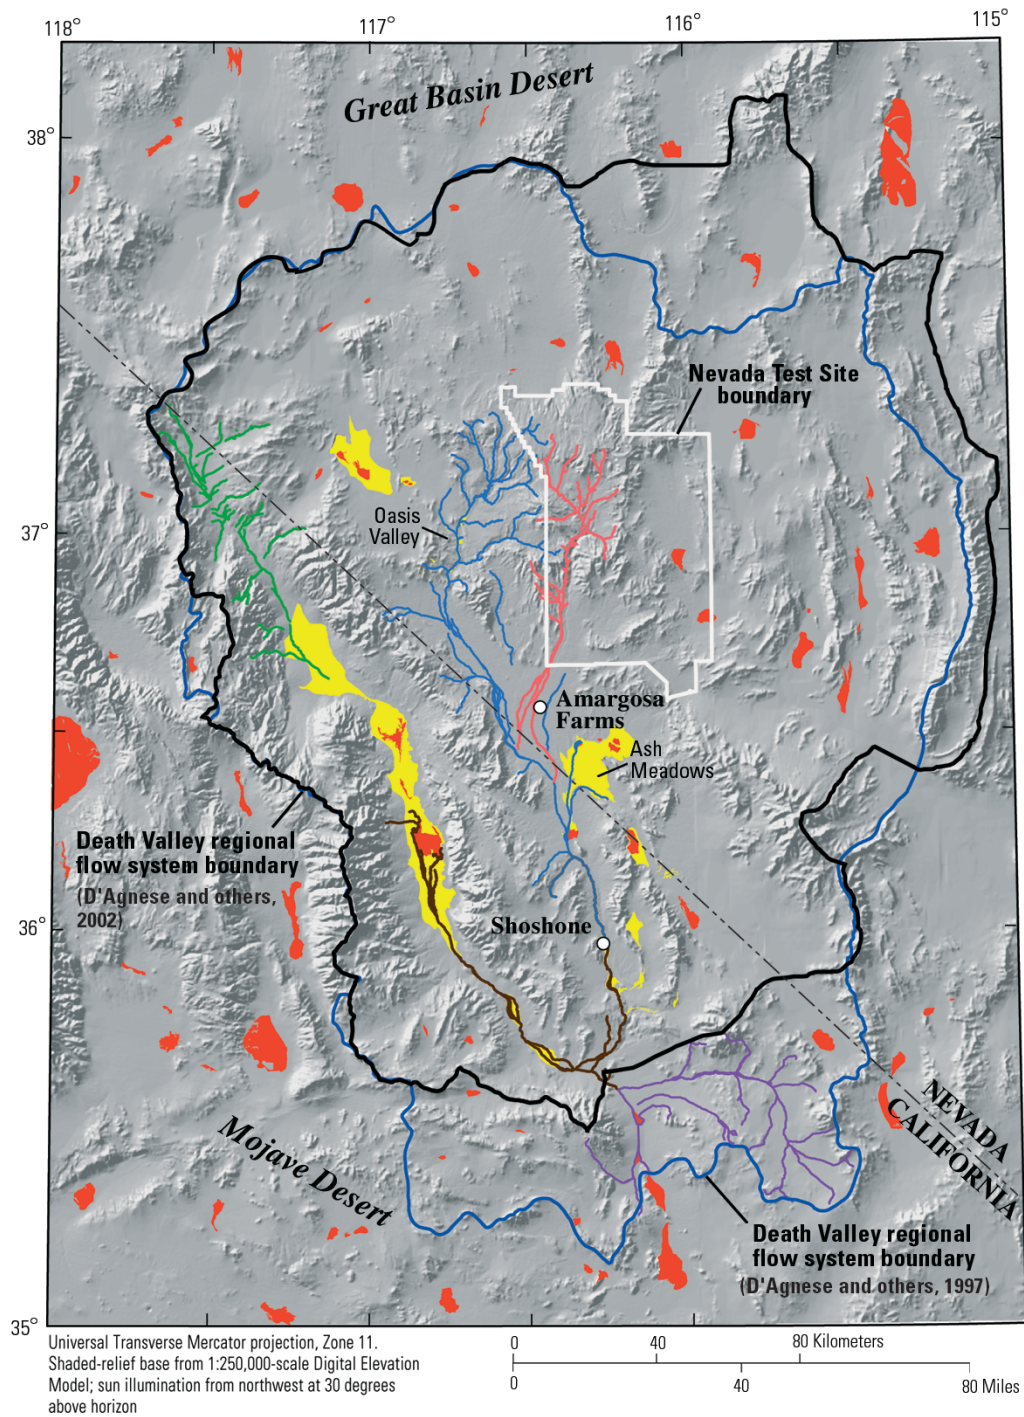 118°
117°
116°
115°
Great Basin Desert
38°
Nevada Test Site
boundary
Oasis
Valley
37°
Amargosa
Farms
Ash
Meadows
Death Valley regional
flow system boundary
(D'Agnese and others,
2002)
36°
Shoshone
NEVADA
CALIFORNIA
Mojave Desert
Death Valley regional
flow system boundary
(D'Agnese and others, 1997)
35°
Universal Transverse Mercator projection, Zone 11.
Shaded-relief base from 1:250,000-scale Digital Elevation
Model; sun illumination from northwest at 30 degrees
above horizon
0 40 80 Kilometers
0 40 80 Miles